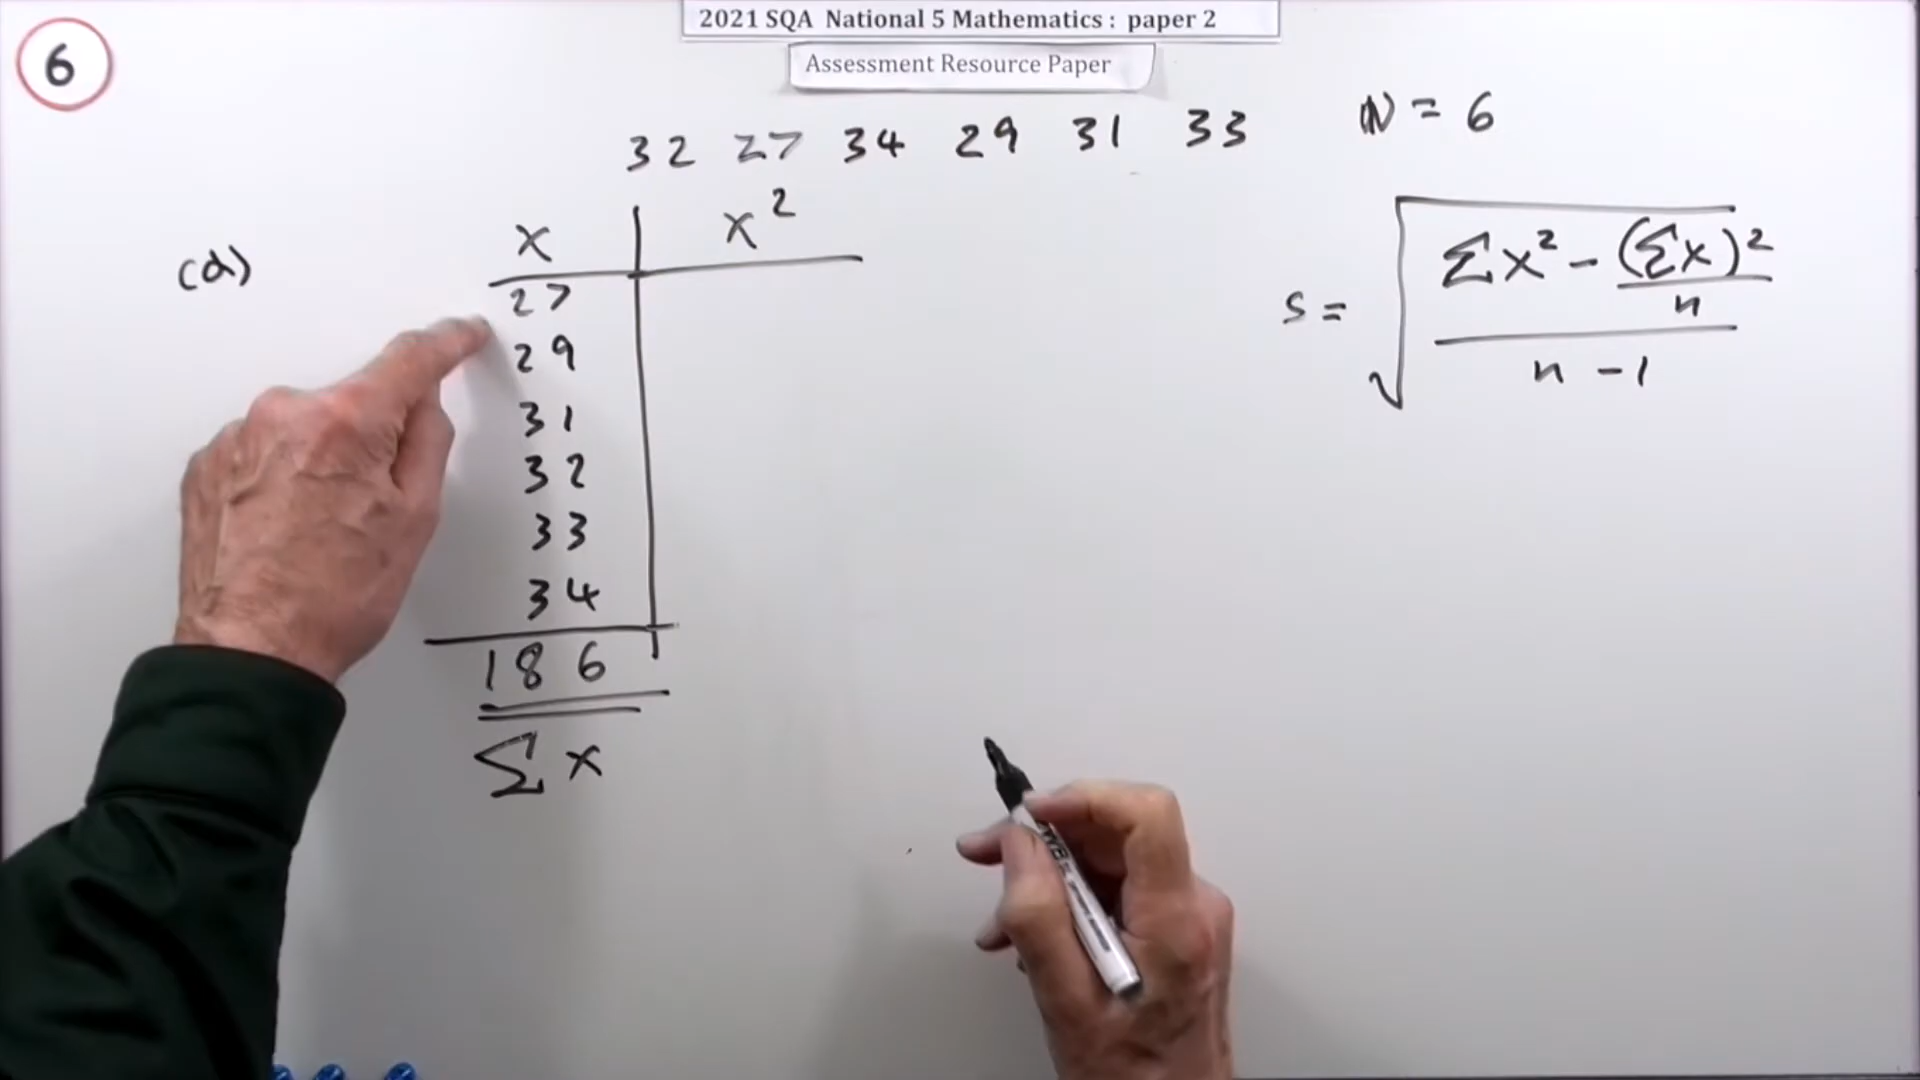 6
2021 SQA National 5 Mathematics : paper 2
Assessment Resource Paper
32 27 34 29 31 33
N = 6
(a)
x x²
27
29
31
32
33
34
186
Σx
s = √((Σx² - (Σx)²/n)/(n - 1))